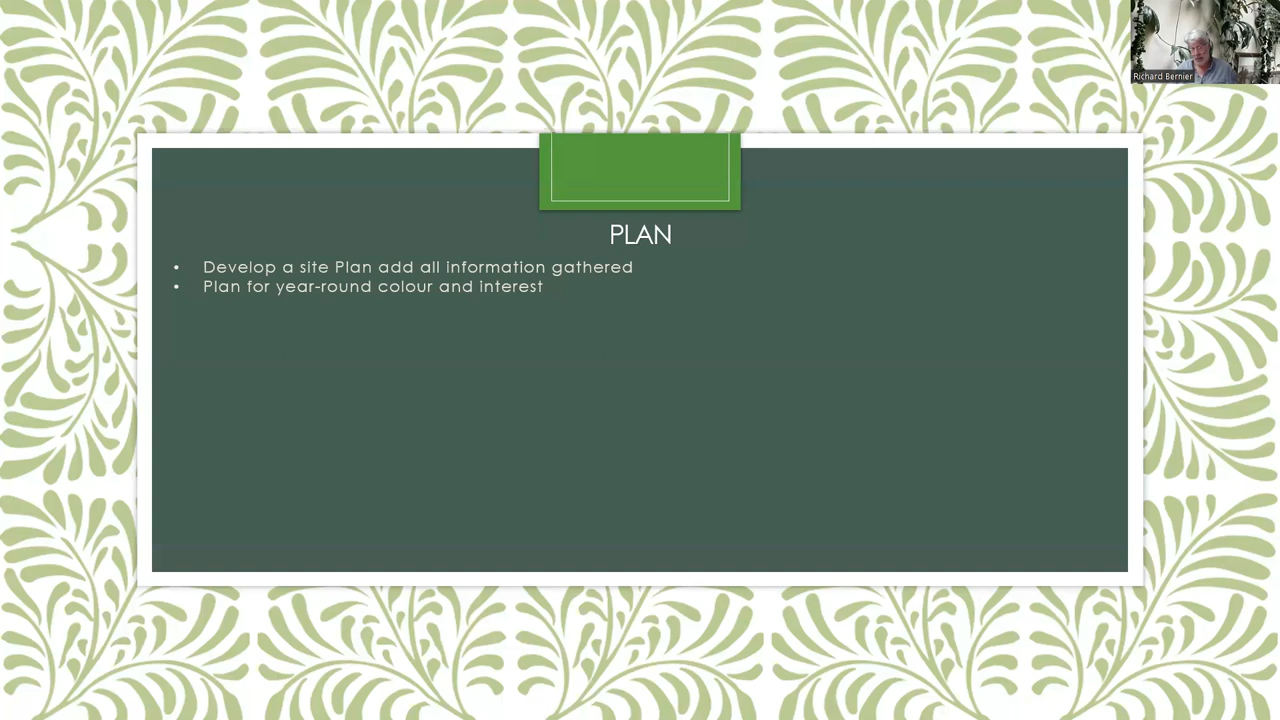 Richard Bernier
PLAN
• Develop a site Plan add all information gathered
• Plan for year-round colour and interest